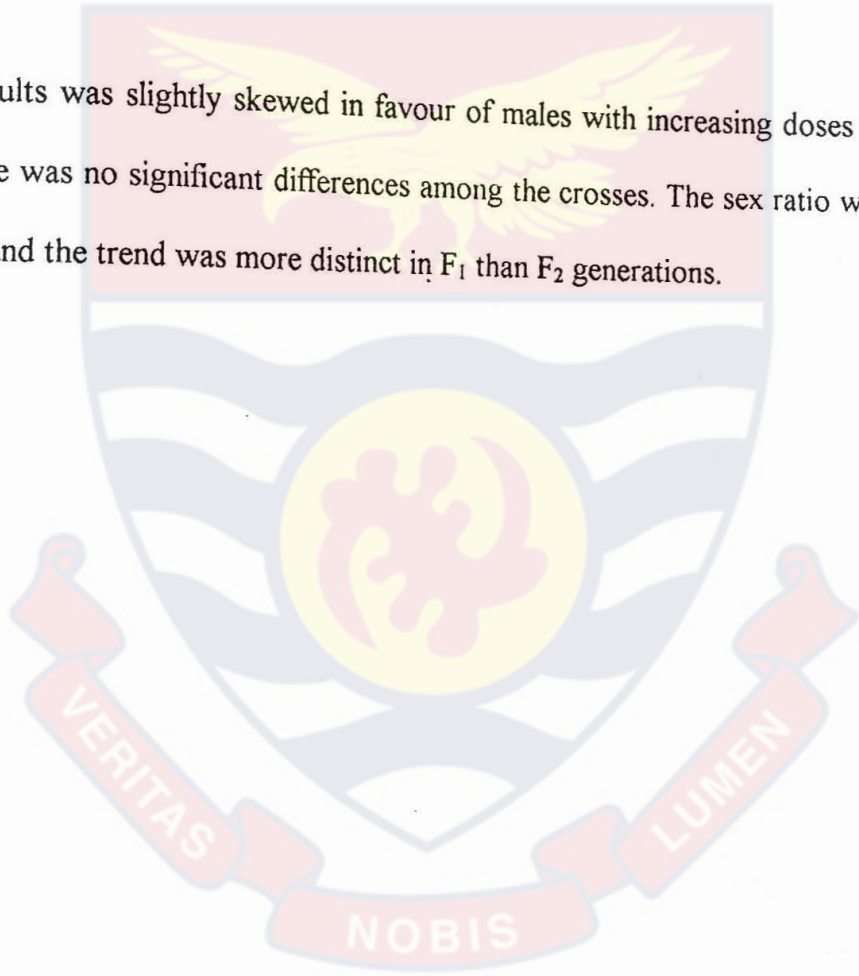 ults was slightly skewed in favour of males with increasing doses
e was no significant differences among the crosses. The sex ratio w
nd the trend was more distinct in F₁ than F₂ generations.
VERITAS
NOBIS
LUMEN